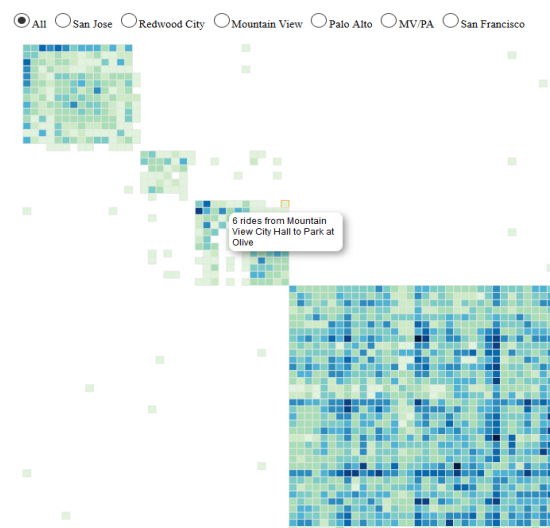 All San Jose Redwood City Mountain View Palo Alto MV/PA San Francisco
6 rides from Mountain
View City Hall to Park at
Olive